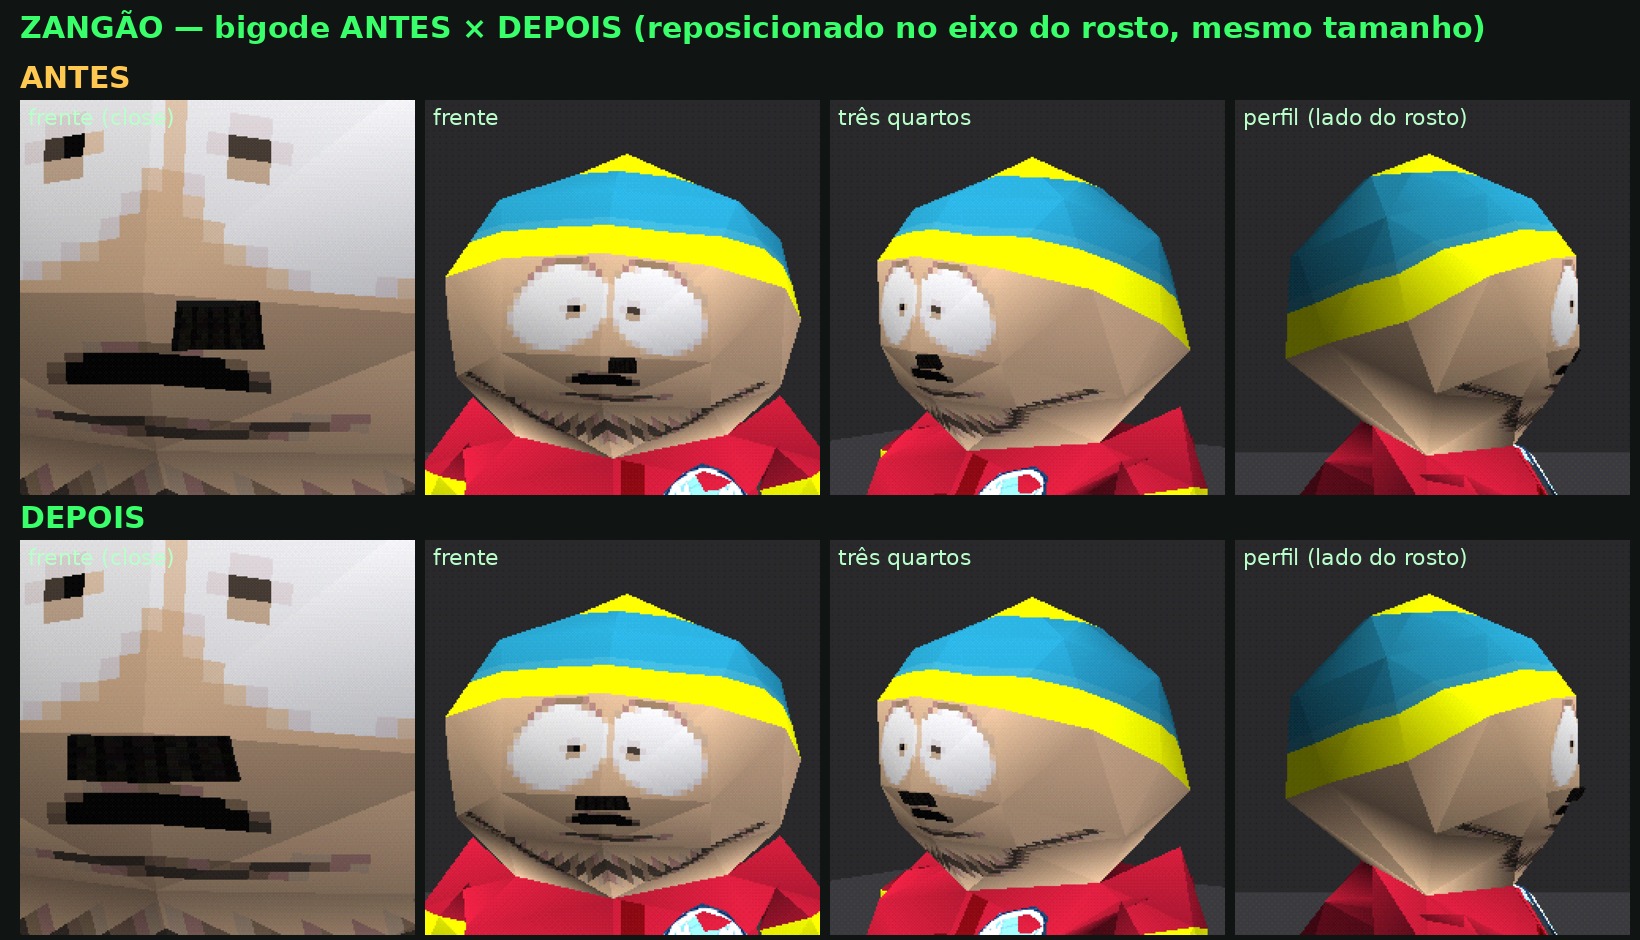 ZANGÃO — bigode ANTES × DEPOIS (reposicionado no eixo do rosto, mesmo tamanho)
ANTES
frente (close)
frente
três quartos
perfil (lado do rosto)
DEPOIS
frente (close)
frente
três quartos
perfil (lado do rosto)